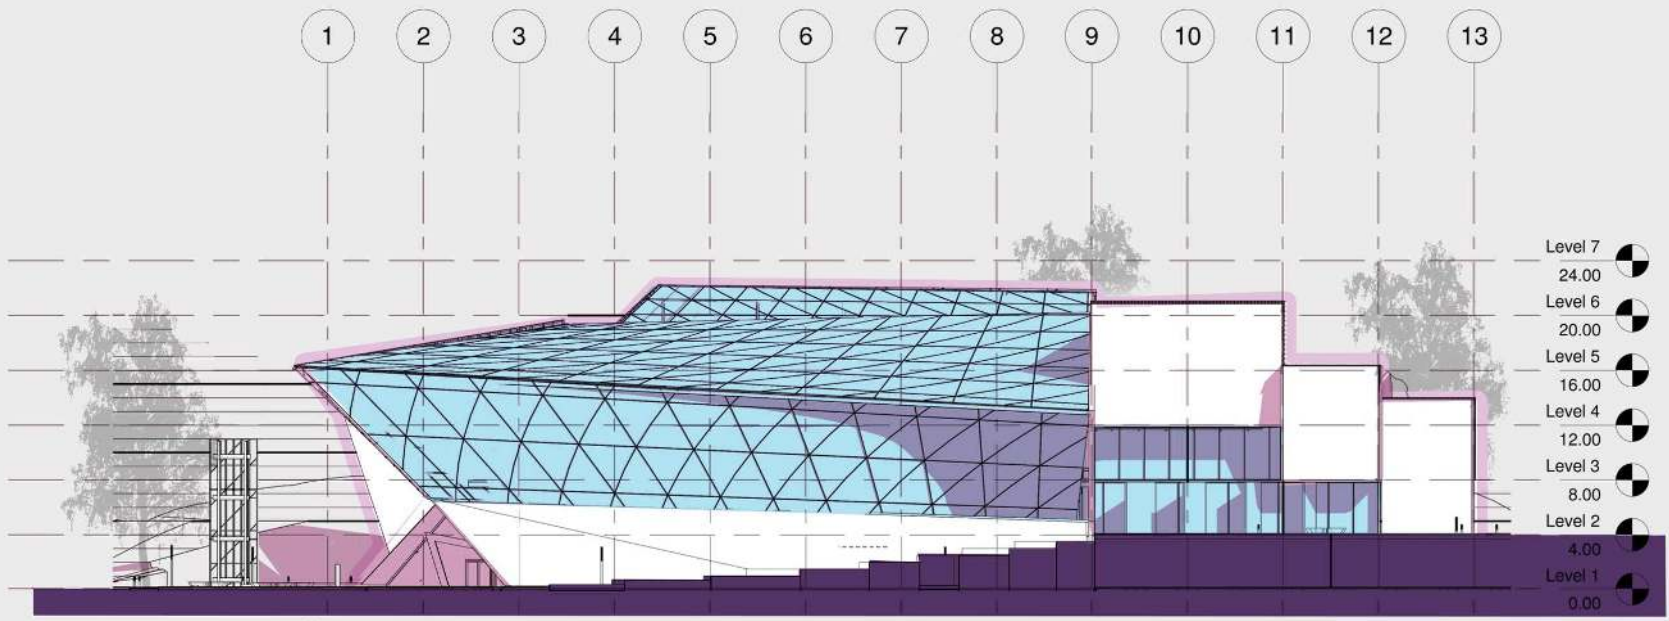 1 2 3 4 5 6 7 8 9 10 11 12 13
Level 7
24.00
Level 6
20.00
Level 5
16.00
Level 4
12.00
Level 3
8.00
Level 2
4.00
Level 1
0.00